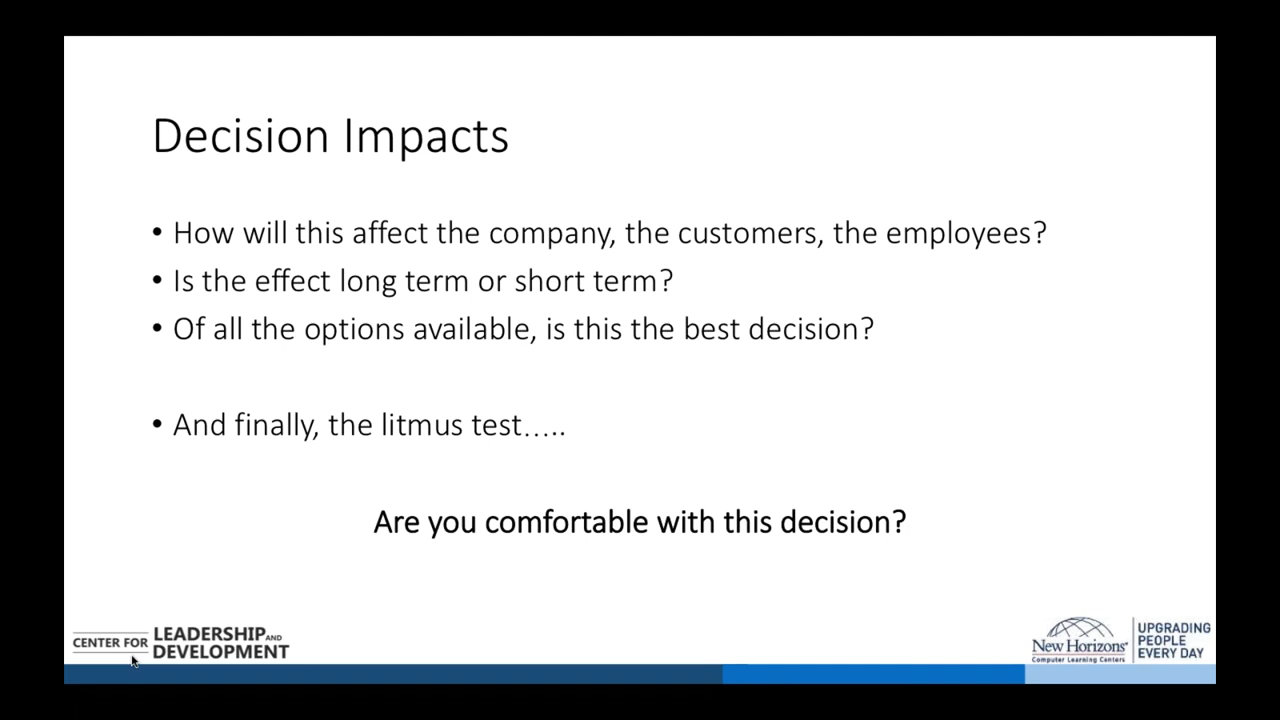 Decision Impacts
• How will this affect the company, the customers, the employees?
• Is the effect long term or short term?
• Of all the options available, is this the best decision?
• And finally, the litmus test…..
Are you comfortable with this decision?
CENTER FOR LEADERSHIP AND DEVELOPMENT
New Horizons®
Computer Learning Centers
UPGRADING
PEOPLE
EVERY DAY